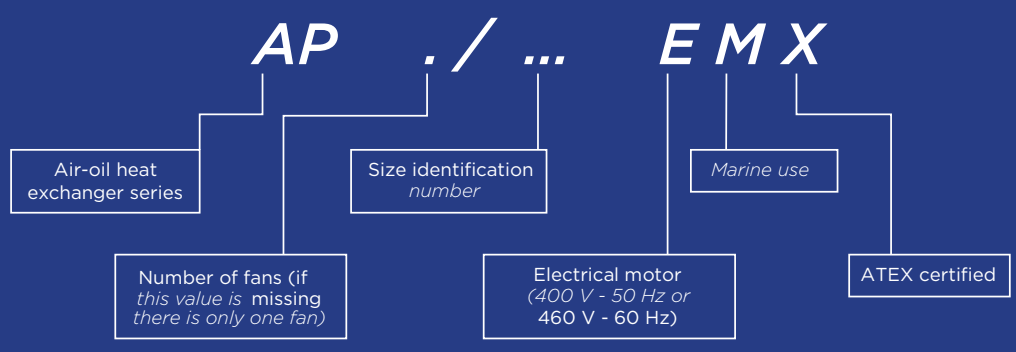 AP ./... E M X
Air-oil heat
exchanger series
Size identification
number
Marine use
Number of fans (if
this value is missing
there is only one fan)
Electrical motor
(400 V - 50 Hz or
460 V - 60 Hz)
ATEX certified